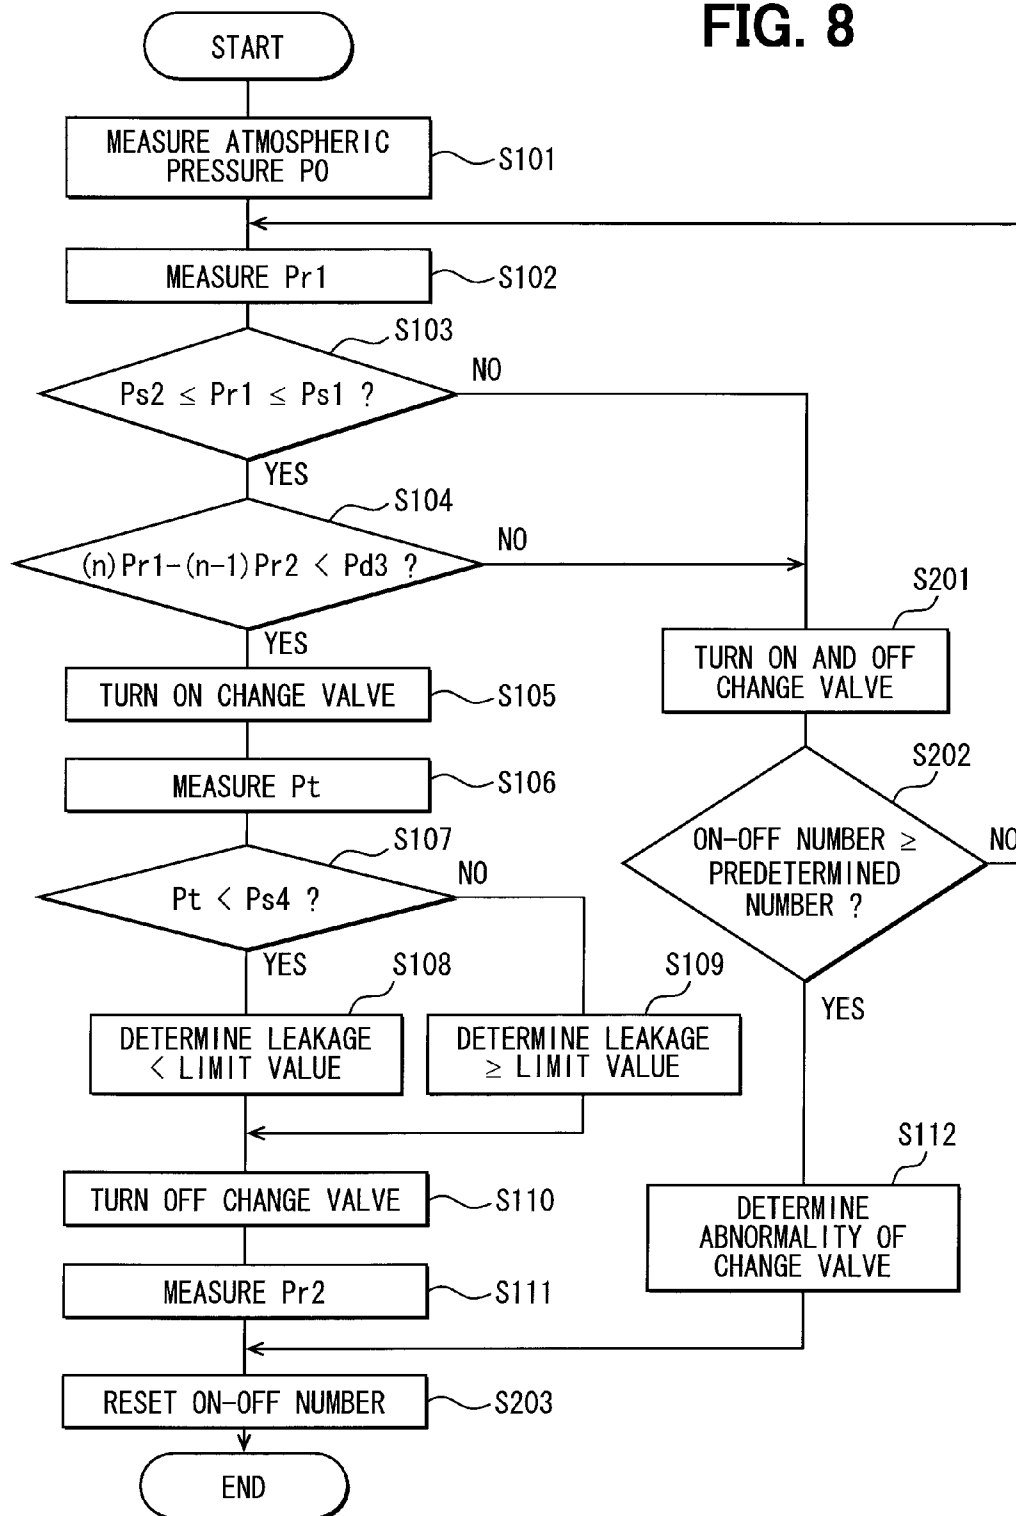 FIG. 8
START
MEASURE ATMOSPHERIC
PRESSURE P0
S101
MEASURE Pr1
S102
S103
Ps2 ≤ Pr1 ≤ Ps1 ?
NO
YES
S104
(n)Pr1-(n-1)Pr2 < Pd3 ?
NO
YES
TURN ON CHANGE VALVE
S105
MEASURE Pt
S106
S107
Pt < Ps4 ?
NO
YES
S108
DETERMINE LEAKAGE
< LIMIT VALUE
S109
DETERMINE LEAKAGE
≥ LIMIT VALUE
TURN OFF CHANGE VALVE
S110
MEASURE Pr2
S111
S201
TURN ON AND OFF
CHANGE VALVE
S202
ON-OFF NUMBER ≥
PREDETERMINED
NUMBER ?
NO
YES
S112
DETERMINE
ABNORMALITY OF
CHANGE VALVE
RESET ON-OFF NUMBER
S203
END